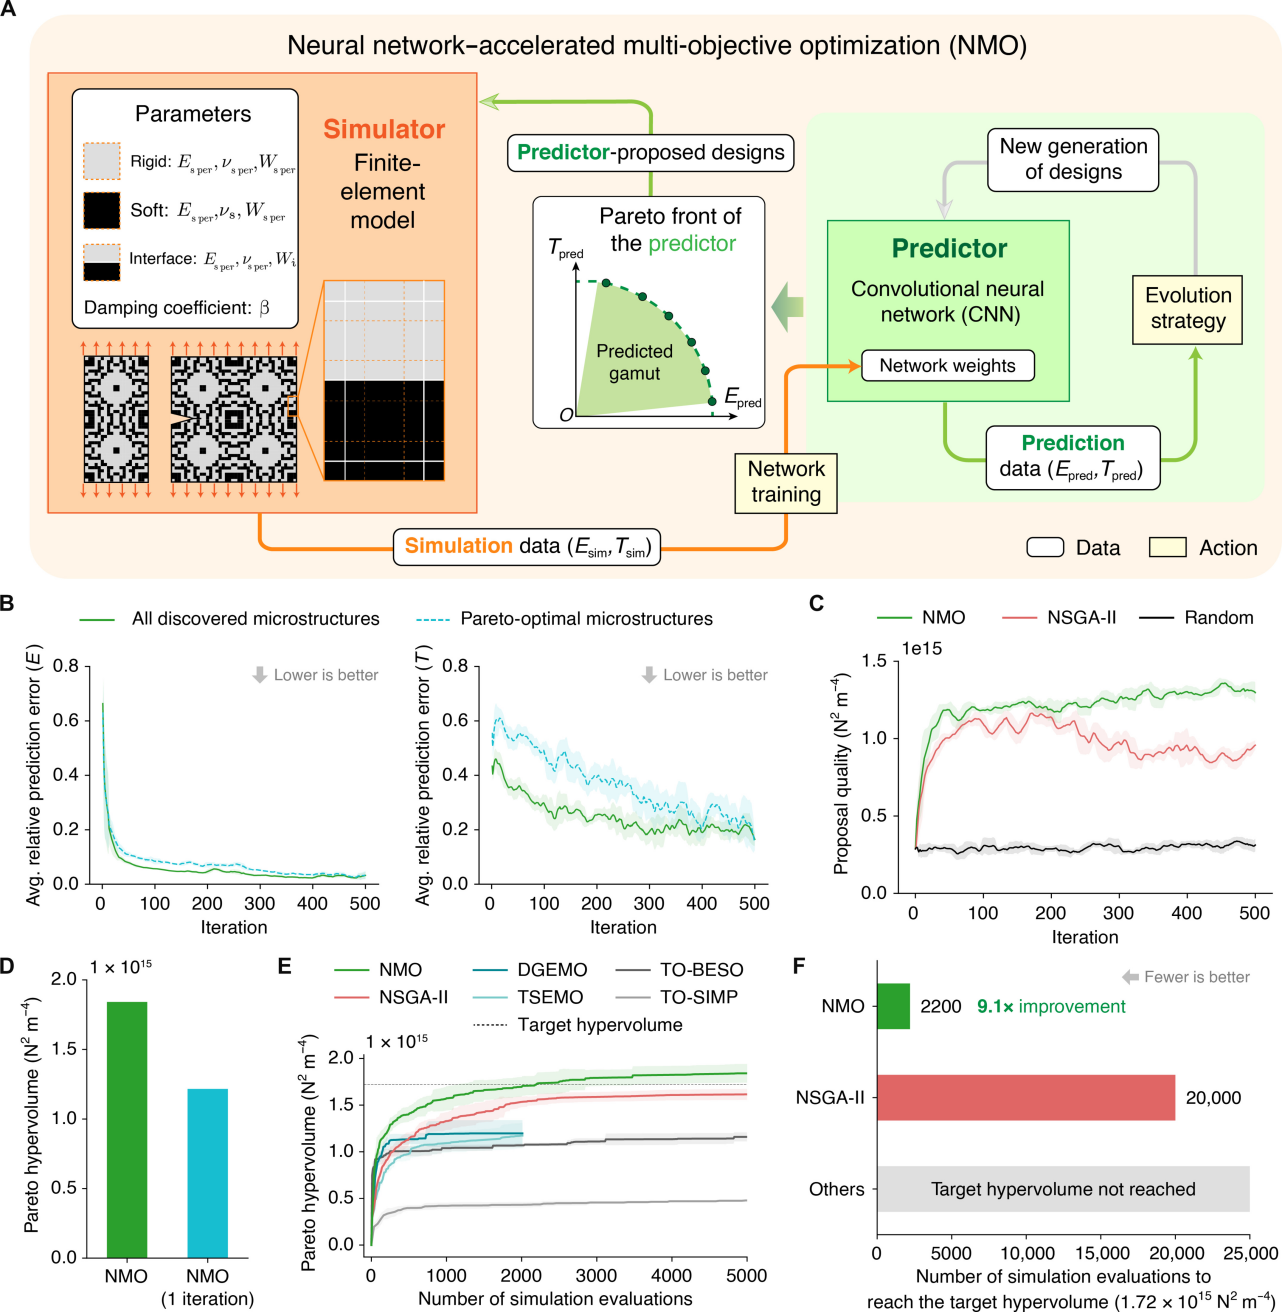 A
Neural network–accelerated multi-objective optimization (NMO)
Parameters
Rigid: E_s per, ν_s per, W_s per
Soft: E_s per, ν_s, W_s per
Interface: E_s per, ν_s per, W_i
Damping coefficient: β
Simulator
Finite-
element
model
Predictor-proposed designs
Pareto front of
the predictor
T_pred
Predicted
gamut
E_pred
O
New generation
of designs
Predictor
Convolutional neural
network (CNN)
Network weights
Evolution
strategy
Prediction
data (E_pred, T_pred)
Network
training
Simulation data (E_sim, T_sim)
Data
Action
B
All discovered microstructures
Pareto-optimal microstructures
Avg. relative prediction error (E)
0.8
0.6
0.4
0.2
0.0
Lower is better
0 100 200 300 400 500
Iteration
Avg. relative prediction error (T)
0.8
0.6
0.4
0.2
0.0
Lower is better
0 100 200 300 400 500
Iteration
C
NMO
NSGA-II
Random
1e15
Proposal quality (N² m⁻⁴)
1.5
1.0
0.5
0.0
0 100 200 300 400 500
Iteration
D
1 × 10¹⁵
Pareto hypervolume (N² m⁻⁴)
2.0
1.5
1.0
0.5
0.0
NMO
NMO
(1 iteration)
E
NMO
DGEMO
TO-BESO
NSGA-II
TSEMO
TO-SIMP
Target hypervolume
1 × 10¹⁵
Pareto hypervolume (N² m⁻⁴)
2.0
1.5
1.0
0.5
0.0
0 1000 2000 3000 4000 5000
Number of simulation evaluations
F
Fewer is better
NMO
2200 9.1× improvement
NSGA-II
20,000
Others
Target hypervolume not reached
0 5000 10,000 15,000 20,000 25,000
Number of simulation evaluations to
reach the target hypervolume (1.72 × 10¹⁵ N² m⁻⁴)